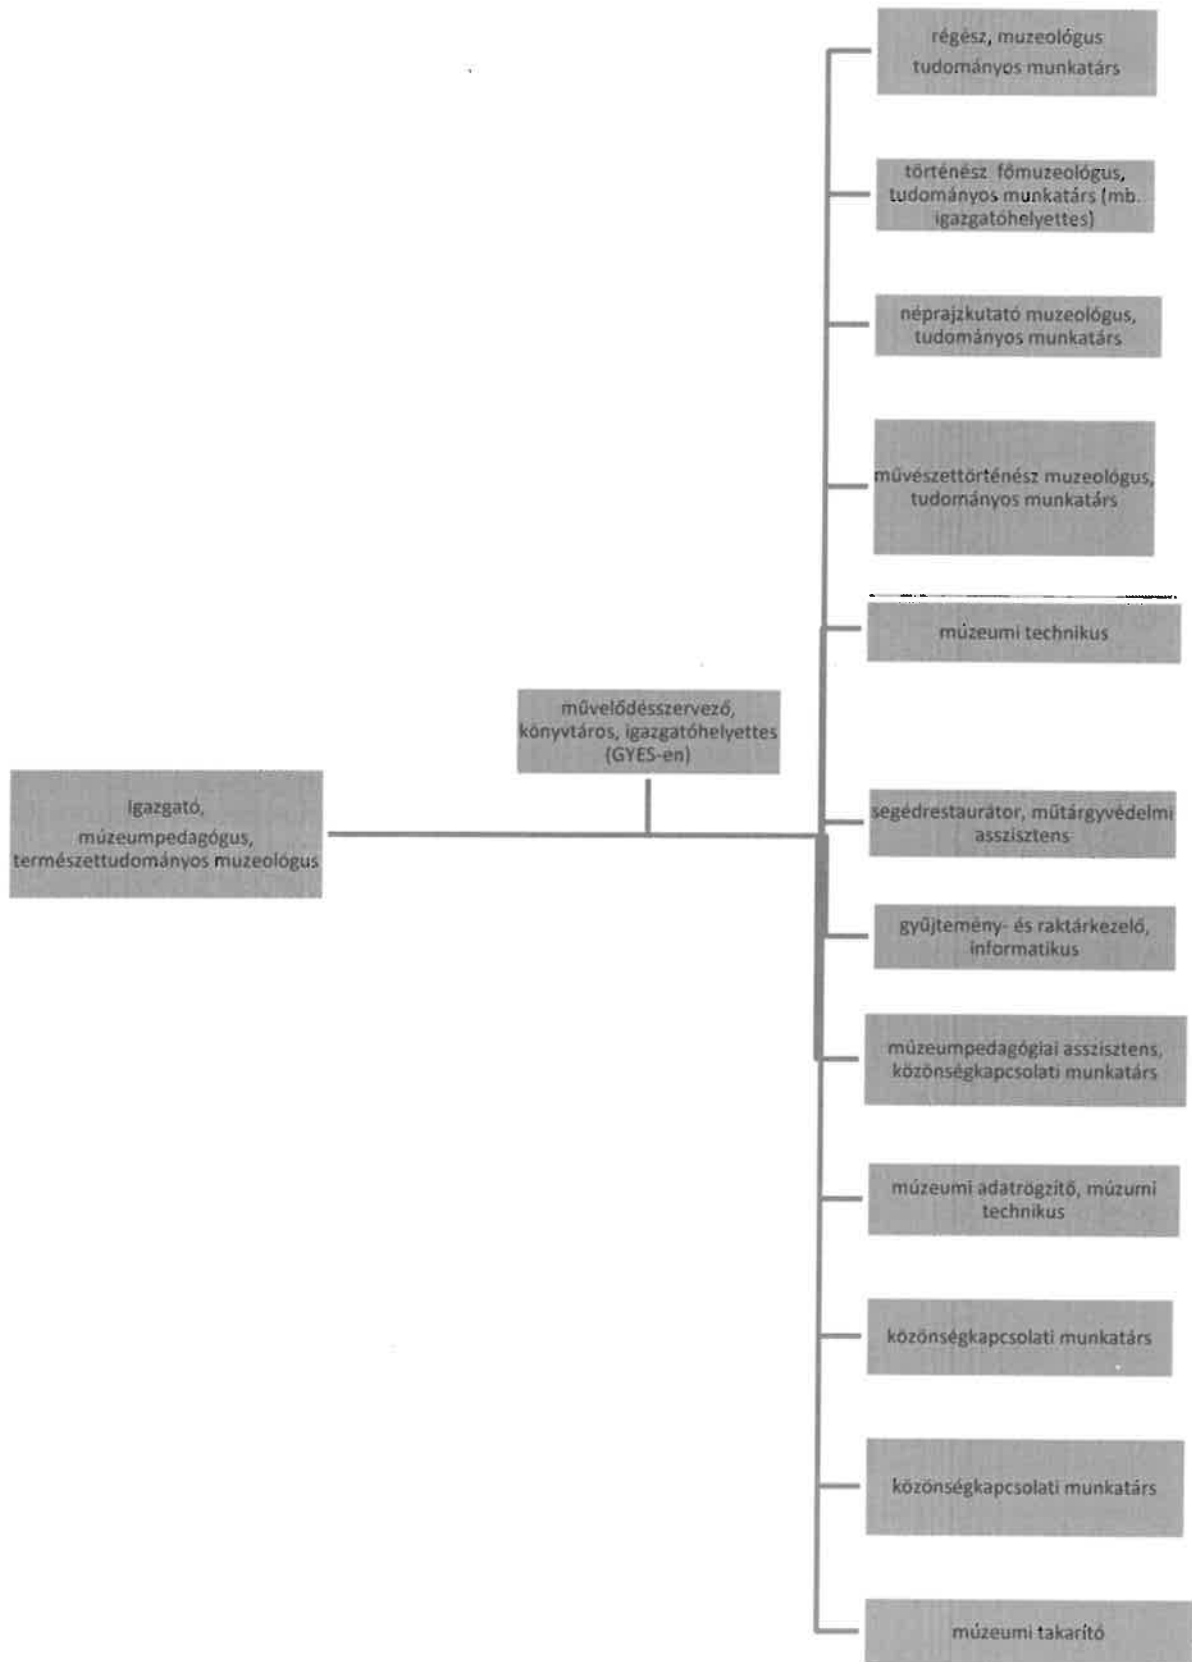 régész, muzeológus
tudományos munkatárs
történész főmuzeológus,
tudományos munkatárs (mb.
igazgatóhelyettes)
néprajzkutató muzeológus,
tudományos munkatárs
művészettörténész muzeológus,
tudományos munkatárs
múzeumi technikus
művelődésszervező,
könyvtáros, igazgatóhelyettes
(GYES-en)
igazgató,
múzeumpedagógus,
természettudományos muzeológus
segédrestaurátor, műtárgyvédelmi
asszisztens
gyűjtemény- és raktárkezelő,
informatikus
múzeumpedagógiai asszisztens,
közönségkapcsolati munkatárs
múzeumi adatrögzítő, múzumi
technikus
közönségkapcsolati munkatárs
közönségkapcsolati munkatárs
múzeumi takarító